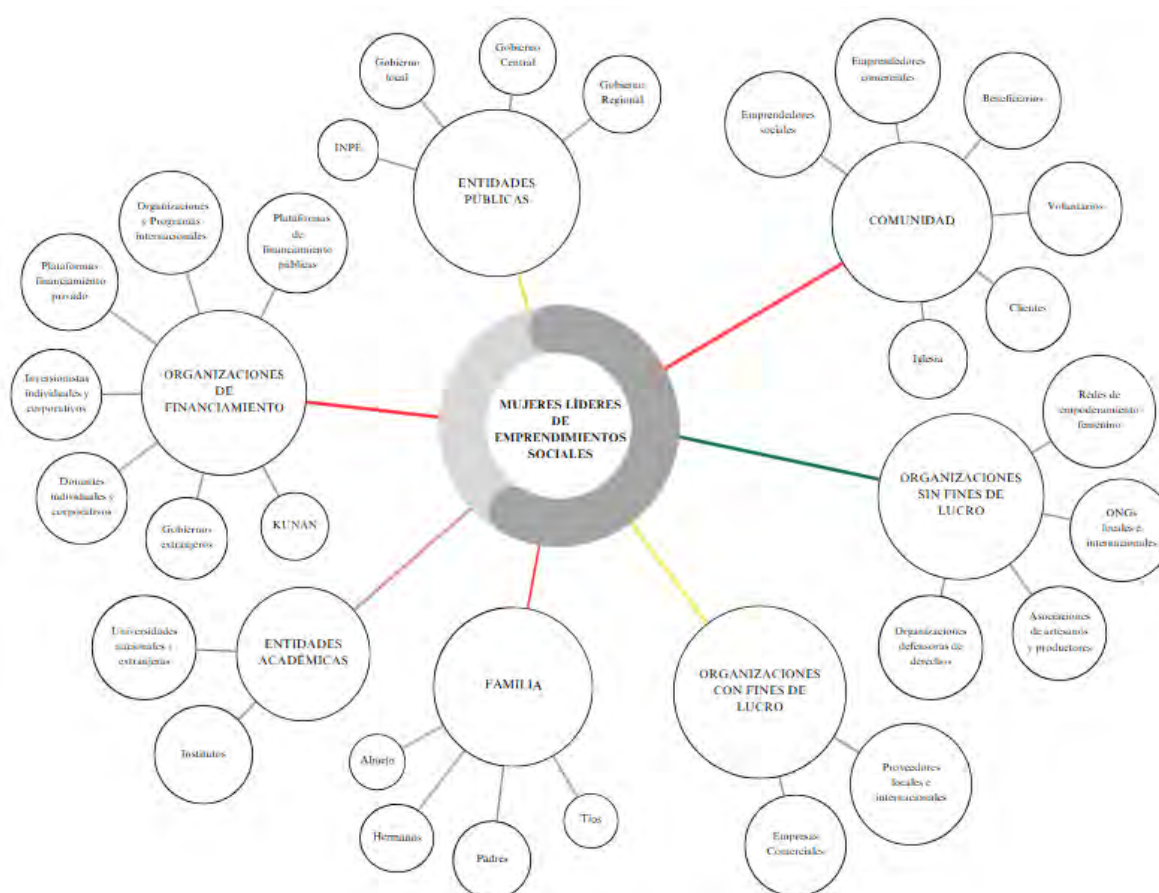 Gobierno
local
Gobierno
Central
Gobierno
Regional
INPE
ENTIDADES
PÚBLICAS
Emprendedores
comerciales
Emprendedores
sociales
Beneficiarios
Voluntarios
Clientes
Iglesia
COMUNIDAD
Organizaciones
y Programas
internacionales
Plataformas
de
financiamiento
públicas
Plataformas
financiamiento
privado
Inversionistas
individuales y
corporativos
Donantes
individuales y
corporativos
Gobiernos
extranjeros
KUNAN
ORGANIZACIONES
DE
FINANCIAMIENTO
MUJERES LÍDERES
DE
EMPRENDIMIENTOS
SOCIALES
Redes de
empoderamiento
femenino
ORGANIZACIONES
SIN FINES DE
LUCRO
ONGs
locales e
internacionales
Asociaciones
de artesanos
y productores
Organizaciones
defensoras de
derechos
Universidades
nacionales y
extranjeras
Institutos
ENTIDADES
ACADÉMICAS
FAMILIA
Abuelo
Hermanos
Padres
Tíos
ORGANIZACIONES
CON FINES DE
LUCRO
Proveedores
locales e
internacionales
Empresas
Comerciales